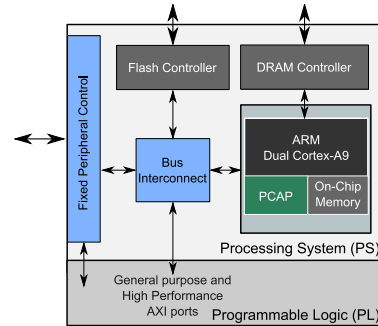 Fixed Peripheral Control
Flash Controller
DRAM Controller
ARM
Dual Cortex-A9
Bus
Interconnect
PCAP
On-Chip
Memory
Processing System (PS)
General purpose and
High Performance
AXI ports
Programmable Logic (PL)